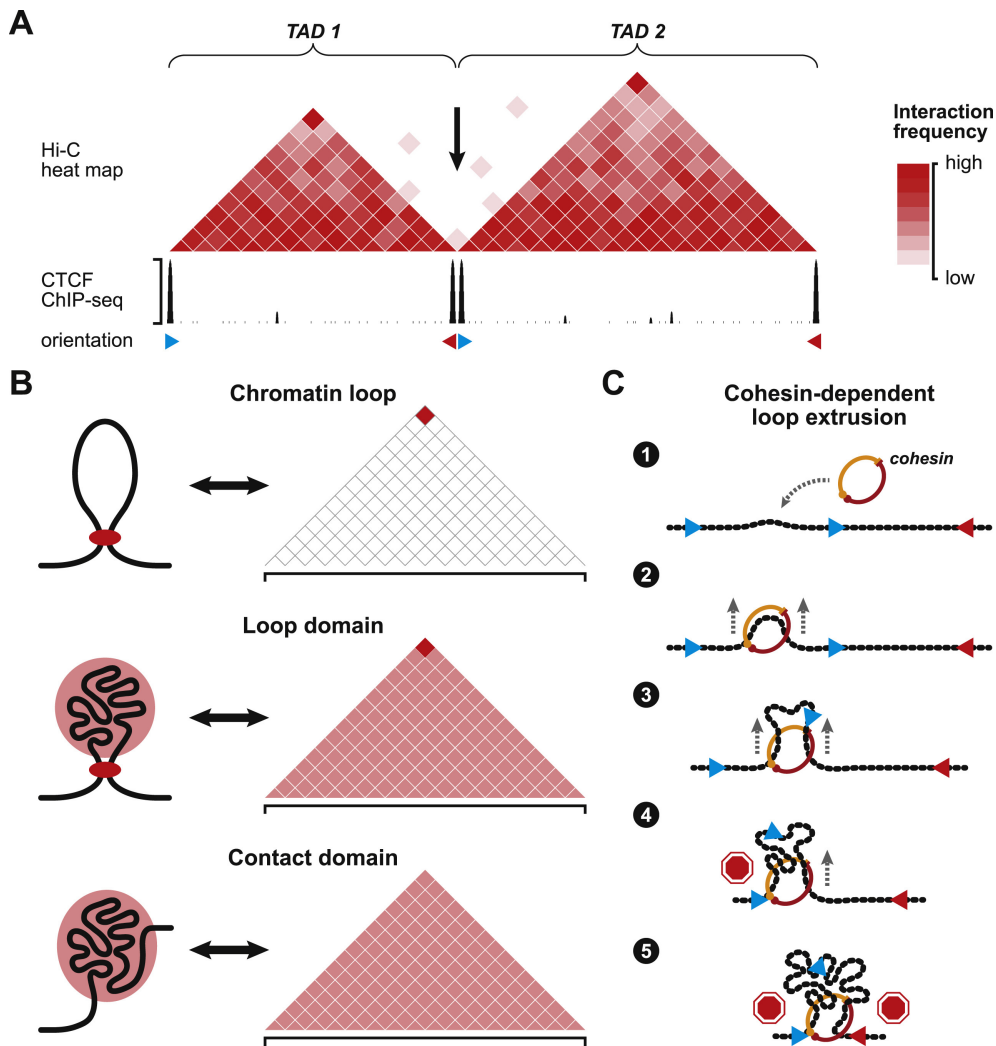 A
TAD 1
TAD 2
Hi-C
heat map
Interaction
frequency
high
low
CTCF
ChIP-seq
orientation
B
Chromatin loop
Loop domain
Contact domain
C
Cohesin-dependent
loop extrusion
1
cohesin
2
3
4
5